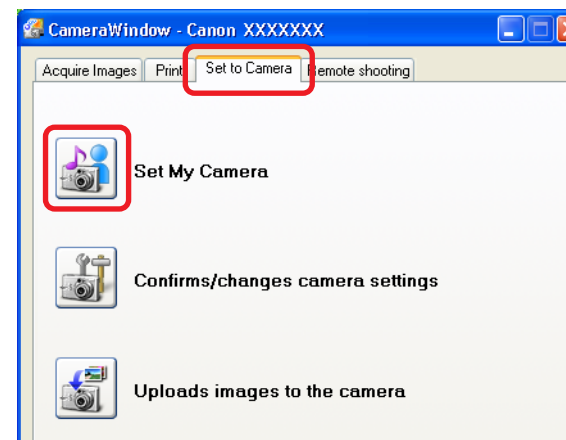 CameraWindow - Canon XXXXXXX
Acquire Images Print Set to Camera Remote shooting
Set My Camera
Confirms/changes camera settings
Uploads images to the camera